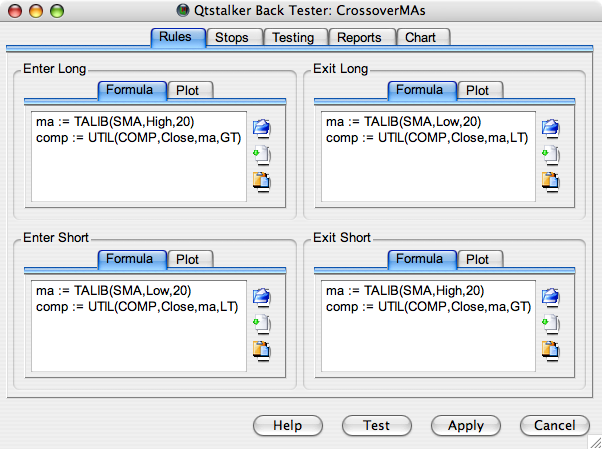 Qtstalker Back Tester: CrossoverMAs
Rules Stops Testing Reports Chart
Enter Long
Formula Plot
ma := TALIB(SMA,High,20)
comp := UTIL(COMP,Close,ma,GT)
Exit Long
Formula Plot
ma := TALIB(SMA,Low,20)
comp := UTIL(COMP,Close,ma,LT)
Enter Short
Formula Plot
ma := TALIB(SMA,Low,20)
comp := UTIL(COMP,Close,ma,LT)
Exit Short
Formula Plot
ma := TALIB(SMA,High,20)
comp := UTIL(COMP,Close,ma,GT)
Help Test Apply Cancel